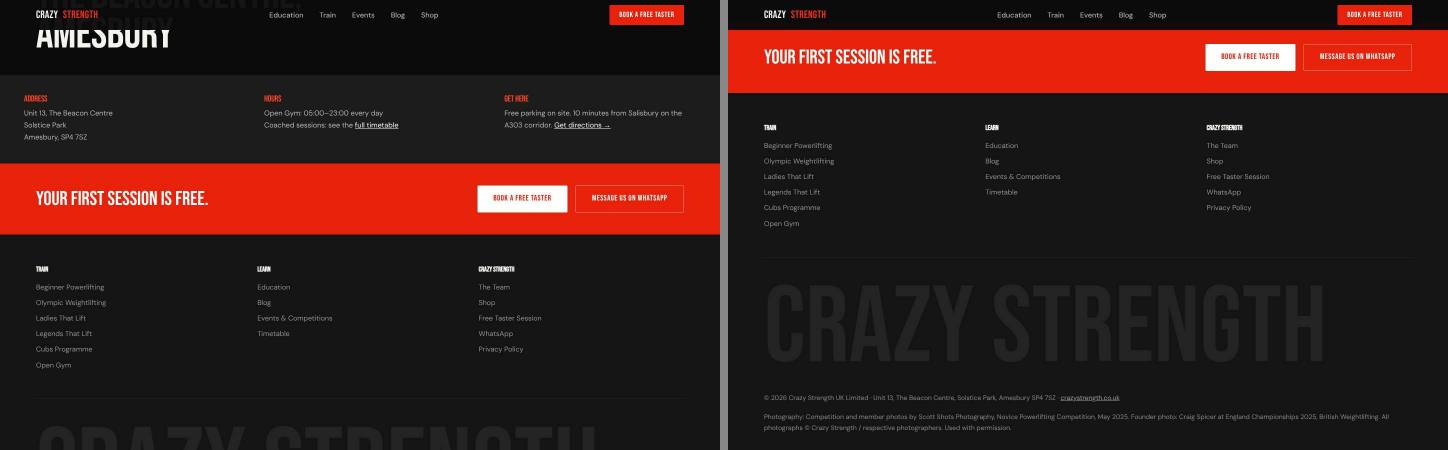 THE BEACON CENTRE,
AMESBURY
CRAZY STRENGTH
Education Train Events Blog Shop
BOOK A FREE TASTER
AMESBURY
ADDRESS
Unit 13, The Beacon Centre
Solstice Park
Amesbury, SP4 7SZ
HOURS
Open Gym: 05:00–23:00 every day
Coached sessions: see the full timetable
GET HERE
Free parking on site. 10 minutes from Salisbury on the
A303 corridor. Get directions →
YOUR FIRST SESSION IS FREE.
BOOK A FREE TASTER
MESSAGE US ON WHATSAPP
TRAIN
Beginner Powerlifting
Olympic Weightlifting
Ladies That Lift
Legends That Lift
Cubs Programme
Open Gym
LEARN
Education
Blog
Events & Competitions
Timetable
CRAZY STRENGTH
The Team
Shop
Free Taster Session
WhatsApp
Privacy Policy
CRAZY STRENGTH
CRAZY STRENGTH
Education Train Events Blog Shop
BOOK A FREE TASTER
YOUR FIRST SESSION IS FREE.
BOOK A FREE TASTER
MESSAGE US ON WHATSAPP
TRAIN
Beginner Powerlifting
Olympic Weightlifting
Ladies That Lift
Legends That Lift
Cubs Programme
Open Gym
LEARN
Education
Blog
Events & Competitions
Timetable
CRAZY STRENGTH
The Team
Shop
Free Taster Session
WhatsApp
Privacy Policy
CRAZY STRENGTH
© 2026 Crazy Strength UK Limited · Unit 13, The Beacon Centre, Solstice Park, Amesbury SP4 7SZ · crazystrength.co.uk
Photography: Competition and member photos by Scott Shots Photography, Novice Powerlifting Competition, May 2025. Founder photo: Craig Spicer at England Championships 2025, British Weightlifting. All
photographs © Crazy Strength / respective photographers. Used with permission.